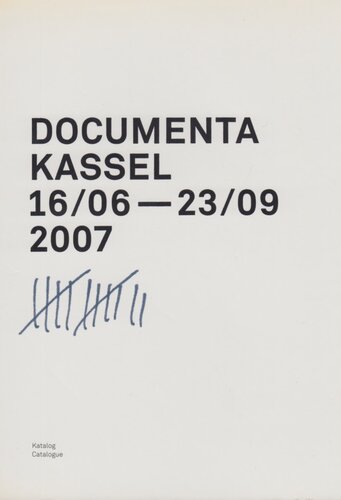 DOCUMENTA
KASSEL
16/06 — 23/09
2007
Katalog
Catalogue